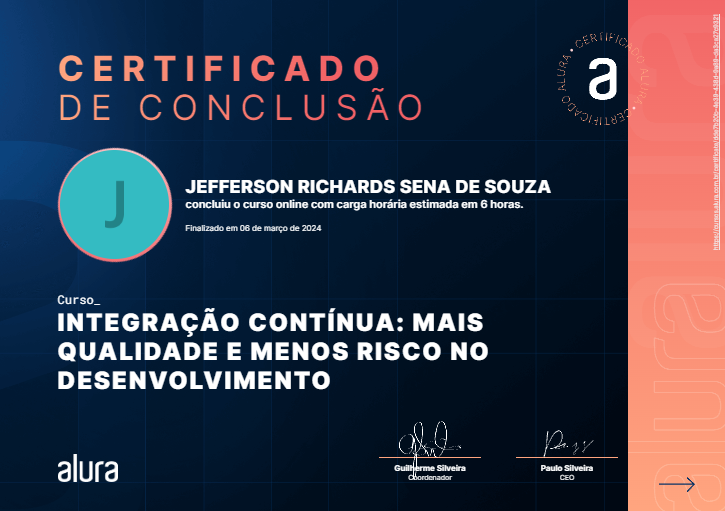 CERTIFICADO
DE CONCLUSÃO
CERTIFICADO ALURA • CERTIFICADO ALURA •
a
J
JEFFERSON RICHARDS SENA DE SOUZA
concluiu o curso online com carga horária estimada em 6 horas.
Finalizado em 06 de março de 2024
Curso_
INTEGRAÇÃO CONTÍNUA: MAIS
QUALIDADE E MENOS RISCO NO
DESENVOLVIMENTO
alura
Guilherme Silveira
Coordenador
Paulo Silveira
CEO
alura